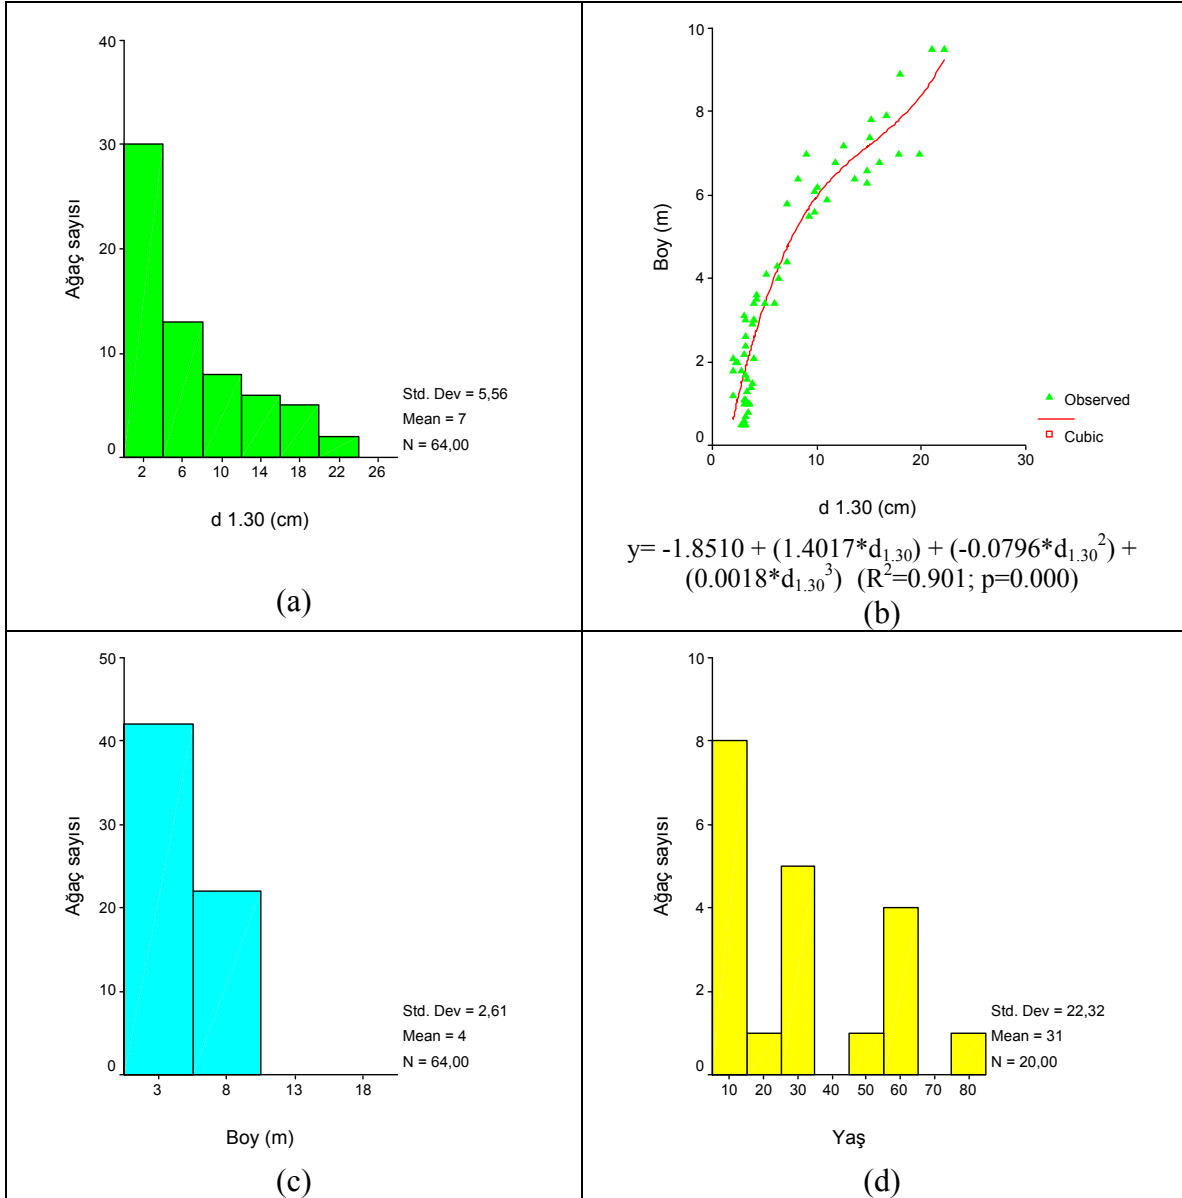 40
30
20
10
0
Ağaç sayısı
2 6 10 14 18 22 26
d 1.30 (cm)
Std. Dev = 5,56
Mean = 7
N = 64,00
(a)
10
8
6
4
2
0
Boy (m)
0 10 20 30
d 1.30 (cm)
Observed
Cubic
y= -1.8510 + (1.4017*d₁.₃₀) + (-0.0796*d₁.₃₀²) +
(0.0018*d₁.₃₀³) (R²=0.901; p=0.000)
(b)
50
40
30
20
10
0
Ağaç sayısı
3 8 13 18
Boy (m)
Std. Dev = 2,61
Mean = 4
N = 64,00
(c)
10
8
6
4
2
0
Ağaç sayısı
10 20 30 40 50 60 70 80
Yaş
Std. Dev = 22,32
Mean = 31
N = 20,00
(d)